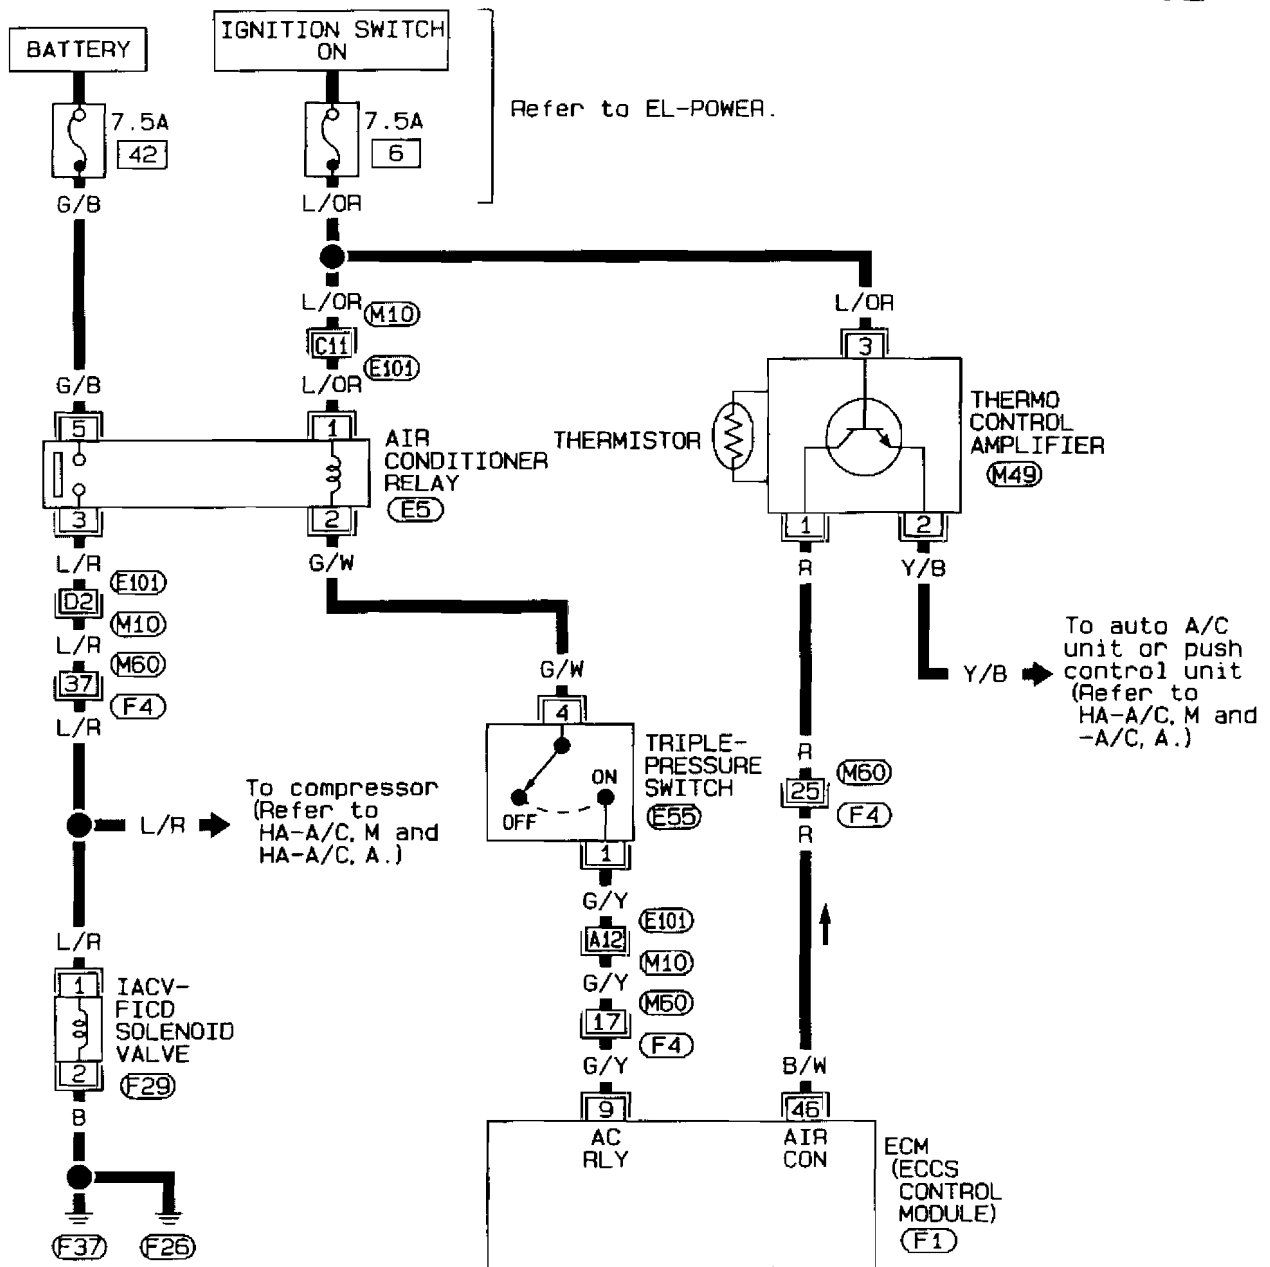 BATTERY
IGNITION SWITCH
ON
7.5A
42
7.5A
6
Refer to EL-POWER.
G/B
L/OR
L/OR
M10
C11
E101
L/OR
L/OR
3
G/B
5
1
AIR
CONDITIONER
RELAY
E5
3
2
THERMISTOR
THERMO
CONTROL
AMPLIFIER
M49
1
2
L/R
G/W
R
Y/B
E101
D2
M10
L/R
M60
37
F4
L/R
G/W
4
TRIPLE-
PRESSURE
SWITCH
E55
ON
OFF
1
Y/B
To auto A/C
unit or push
control unit
(Refer to
HA-A/C, M and
-A/C, A.)
R
M60
25
F4
R
L/R
To compressor
(Refer to
HA-A/C, M and
HA-A/C, A.)
G/Y
E101
A12
M10
G/Y
M60
17
F4
G/Y
B/W
L/R
1
IACV-
FICD
SOLENOID
VALVE
2
F29
B
F37
F26
9
46
AC
RLY
AIR
CON
ECM
(ECCS
CONTROL
MODULE)
F1